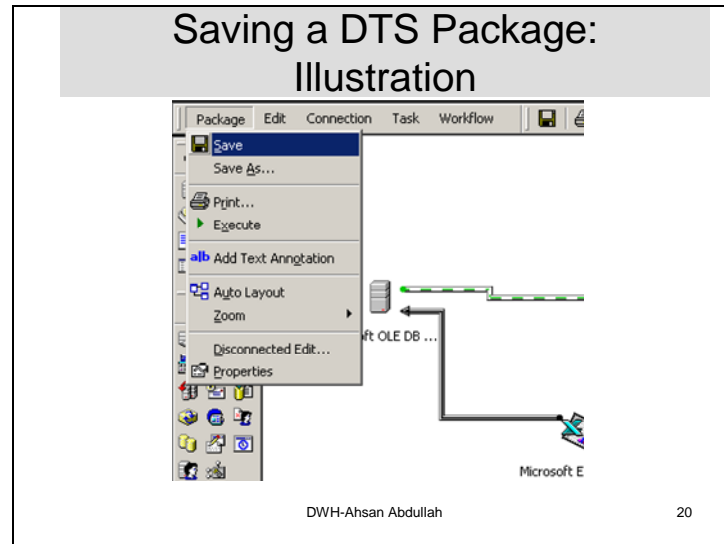 Saving a DTS Package:
Illustration
Package Edit Connection Task Workflow
Save
Save As...
Print...
Execute
a|b Add Text Anngtation
Auto Layout
Zoom
Disconnected Edit...
Properties
ft OLE DB ...
Microsoft E
DWH-Ahsan Abdullah
20